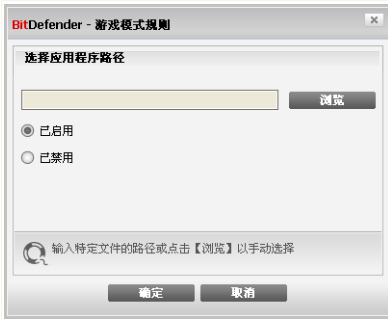 BitDefender - 游戏模式规则
选择应用程序路径
浏览
已启用
已禁用
输入特定文件的路径或点击【浏览】以手动选择
确定
取消